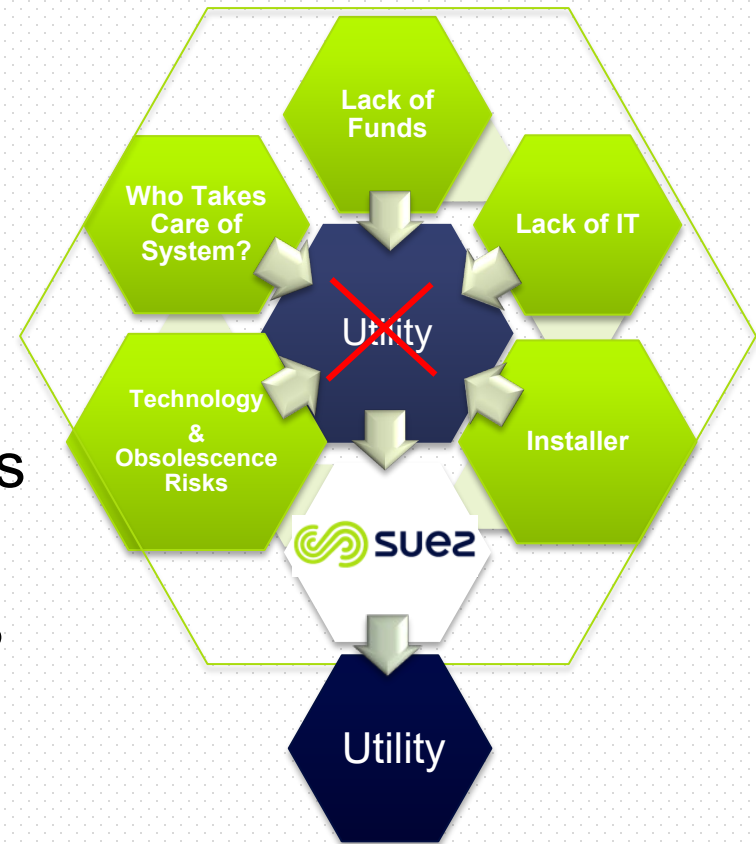 Lack of
Funds
Who Takes
Care of
System?
Lack of IT
Utility
Technology
&
Obsolescence
Risks
Installer
s
suez
Utility